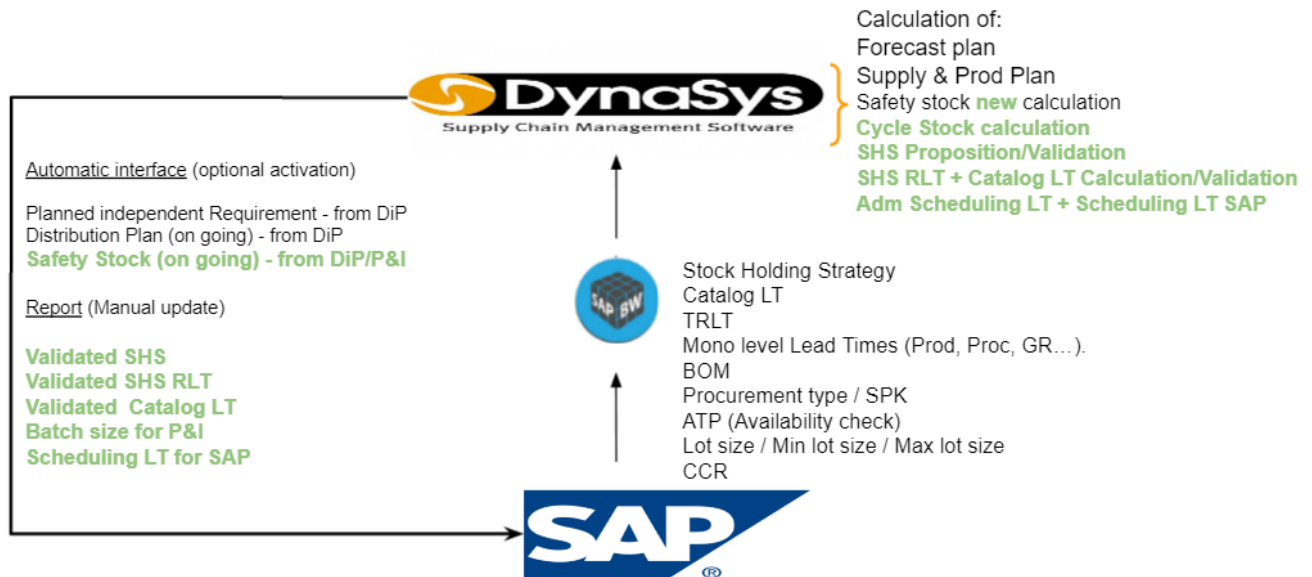 Calculation of:
Forecast plan
Supply & Prod Plan
Safety stock new calculation
Cycle Stock calculation
SHS Proposition/Validation
SHS RLT + Catalog LT Calculation/Validation
Adm Scheduling LT + Scheduling LT SAP
DynaSys
Supply Chain Management Software
Automatic interface (optional activation)
Planned independent Requirement - from DiP
Distribution Plan (on going) - from DiP
Safety Stock (on going) - from DiP/P&I
Report (Manual update)
Validated SHS
Validated SHS RLT
Validated Catalog LT
Batch size for P&I
Scheduling LT for SAP
SAP BW
Stock Holding Strategy
Catalog LT
TRLT
Mono level Lead Times (Prod, Proc, GR…).
BOM
Procurement type / SPK
ATP (Availability check)
Lot size / Min lot size / Max lot size
CCR
SAP
®